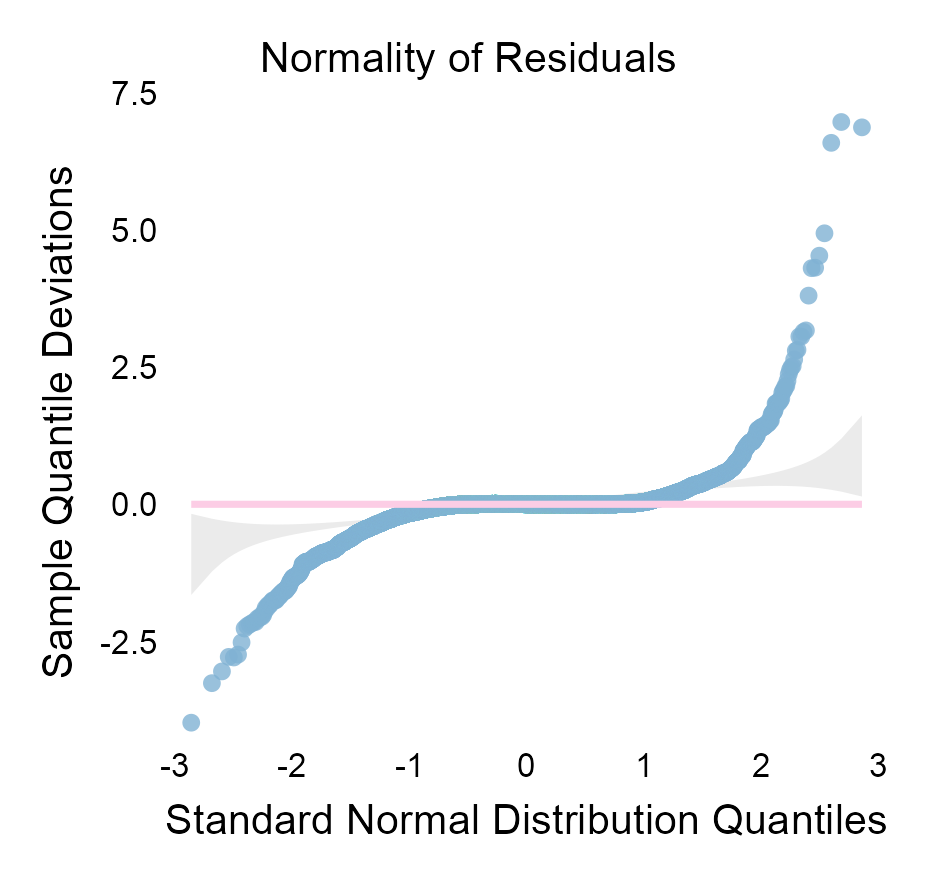 Normality of Residuals
7.5
5.0
2.5
0.0
-2.5
Sample Quantile Deviations
-3 -2 -1 0 1 2 3
Standard Normal Distribution Quantiles